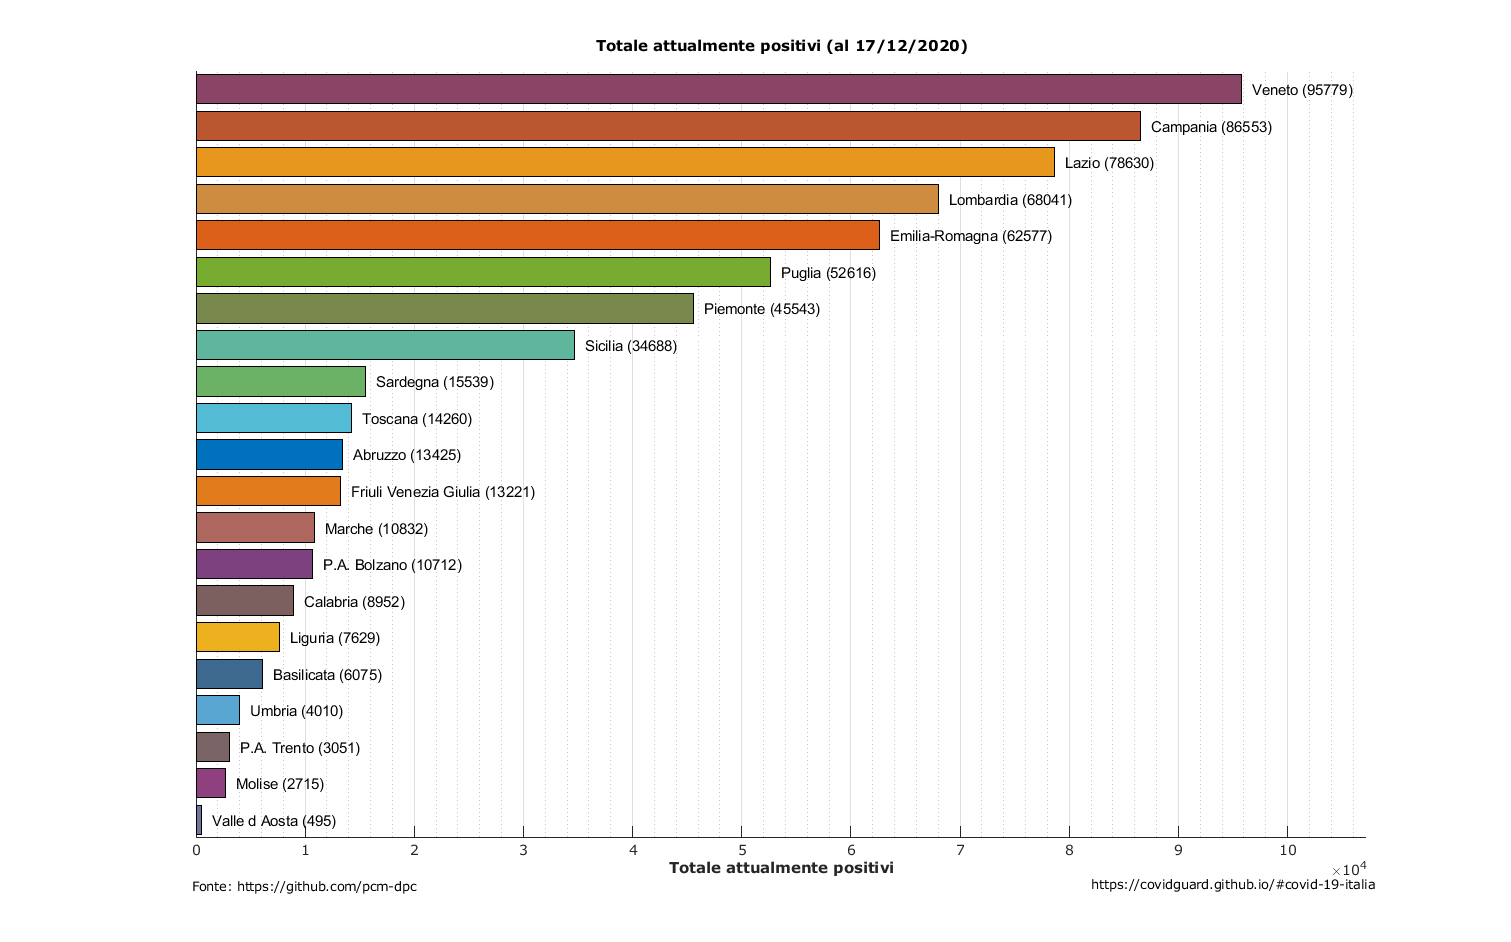 Totale attualmente positivi (al 17/12/2020)
Veneto (95779)
Campania (86553)
Lazio (78630)
Lombardia (68041)
Emilia-Romagna (62577)
Puglia (52616)
Piemonte (45543)
Sicilia (34688)
Sardegna (15539)
Toscana (14260)
Abruzzo (13425)
Friuli Venezia Giulia (13221)
Marche (10832)
P.A. Bolzano (10712)
Calabria (8952)
Liguria (7629)
Basilicata (6075)
Umbria (4010)
P.A. Trento (3051)
Molise (2715)
Valle d Aosta (495)
0 1 2 3 4 5 6 7 8 9 10
×10⁴
Totale attualmente positivi
Fonte: https://github.com/pcm-dpc
https://covidguard.github.io/#covid-19-italia